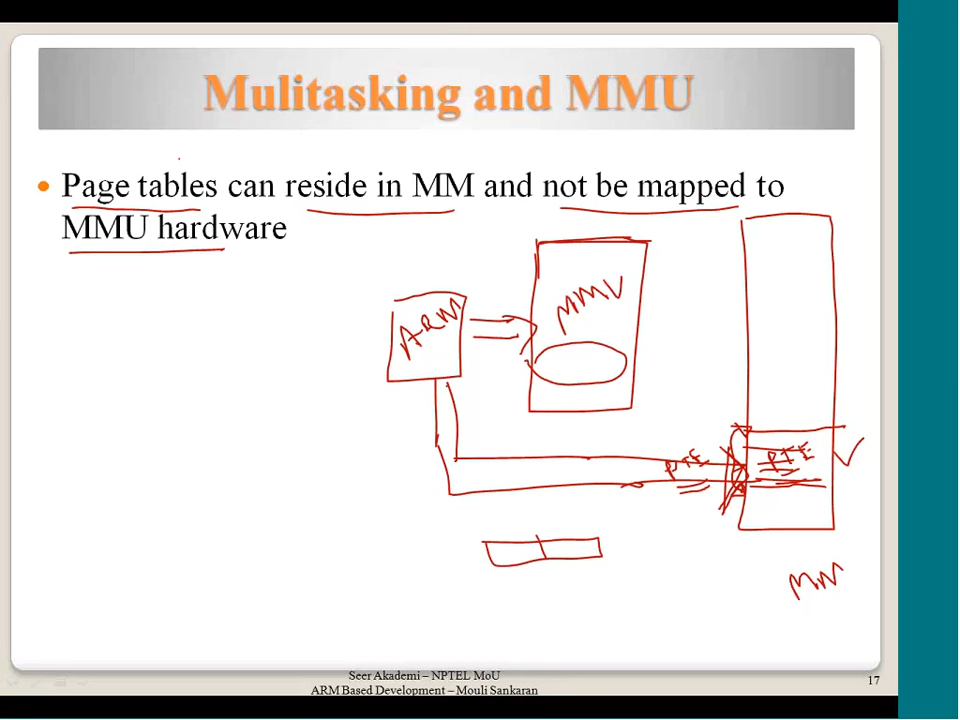 Mulitasking and MMU
Page tables can reside in MM and not be mapped to
MMU hardware
ARM
MMU
PTE
PTE
MM
Seer Akademi – NPTEL MoU
ARM Based Development – Mouli Sankaran
17